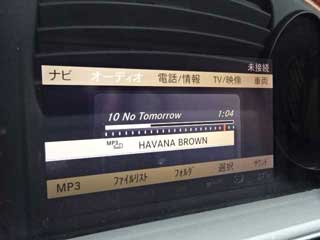 未接続
ナビ オーディオ 電話/情報 TV/映像 車両
10 No Tomorrow 1:04
MP3 HAVANA BROWN
MP3 ファイルリスト フォルダ 選択 サウンド